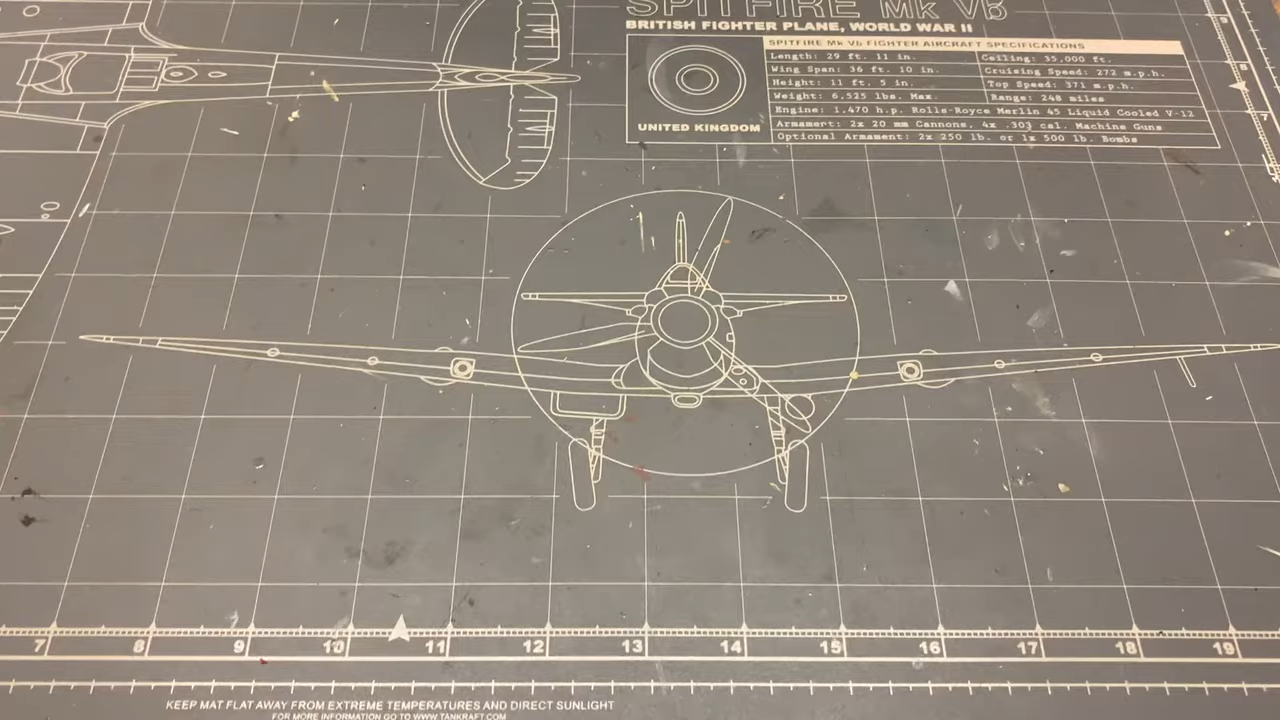 SPITFIRE Mk Vb
BRITISH FIGHTER PLANE, WORLD WAR II
SPITFIRE Mk Vb FIGHTER AIRCRAFT SPECIFICATIONS
Length: 29 ft. 11 in.
Ceiling: 35,000 ft.
Wing Span: 36 ft. 10 in.
Cruising Speed: 272 m.p.h.
Height: 11 ft. 5 in.
Top Speed: 371 m.p.h.
Weight: 6,525 lbs. Max.
Range: 248 miles
Engine: 1,470 h.p. Rolls-Royce Merlin 45 Liquid Cooled V-12
Armament: 2x 20 mm Cannons, 4x .303 cal. Machine Guns
Optional Armament: 2x 250 lb. or 1x 500 lb. Bombs
UNITED KINGDOM
9
8
7
7 8 9 10 11 12 13 14 15 16 17 18 19
KEEP MAT FLAT AWAY FROM EXTREME TEMPERATURES AND DIRECT SUNLIGHT
FOR MORE INFORMATION GO TO WWW.TANKRAFT.COM